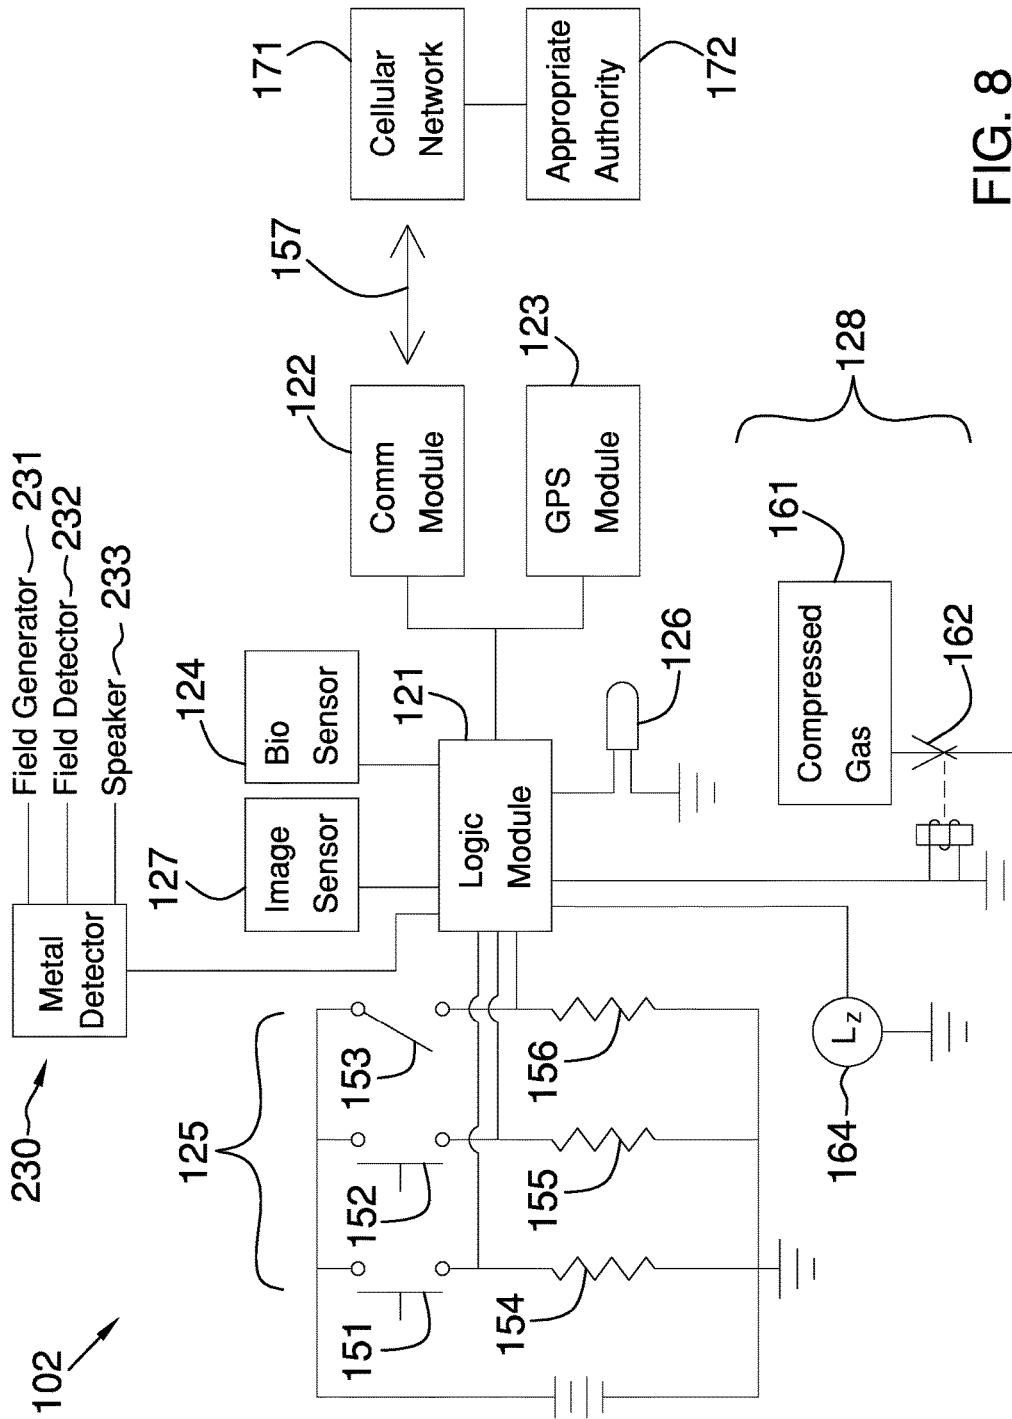 102
230
Metal
Detector
Field Generator 231
Field Detector 232
Speaker 233
125
151
152
153
154
155
156
127
Image
Sensor
124
Bio
Sensor
121
Logic
Module
122
Comm
Module
157
171
Cellular
Network
123
GPS
Module
Appropriate
Authority
172
126
164
LZ
161
Compressed
Gas
162
128
FIG. 8